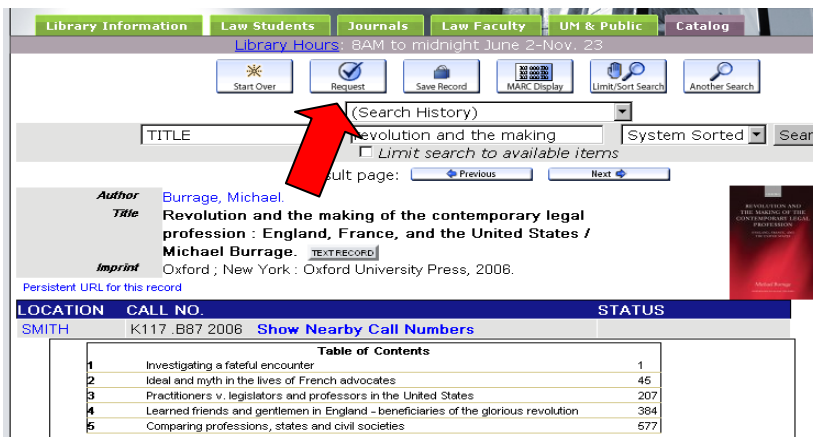 Library Information Law Students Journals Law Faculty UM & Public Catalog
Library Hours: 8AM to midnight June 2-Nov. 23
Start Over Request Save Record MARC Display Limit/Sort Search Another Search
(Search History)
TITLE revolution and the making System Sorted Sear
Limit search to available items
sult page: Previous Next
Author Burrage, Michael.
Title Revolution and the making of the contemporary legal
profession : England, France, and the United States /
Michael Burrage. TEXT RECORD
Imprint Oxford ; New York : Oxford University Press, 2006.
REVOLUTION AND
THE MAKING OF THE
CONTEMPORARY LEGAL
PROFESSION
Michael Burrage
Persistent URL for this record
LOCATION CALL NO. STATUS
SMITH K117 .B87 2006 Show Nearby Call Numbers
Table of Contents
1 Investigating a fateful encounter 1
2 Ideal and myth in the lives of French advocates 45
3 Practitioners v. legislators and professors in the United States 207
4 Learned friends and gentlemen in England - beneficiaries of the glorious revolution 384
5 Comparing professions, states and civil societies 577